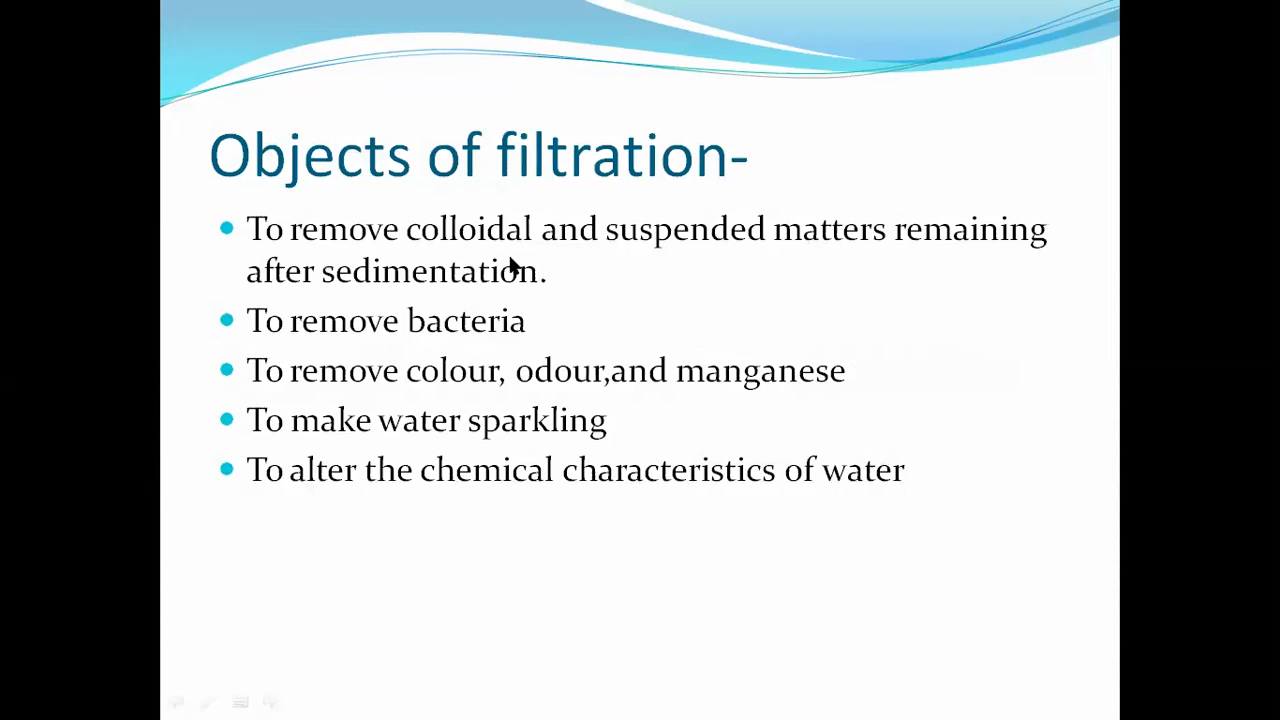 Objects of filtration-
To remove colloidal and suspended matters remaining
after sedimentation.
To remove bacteria
To remove colour, odour,and manganese
To make water sparkling
To alter the chemical characteristics of water